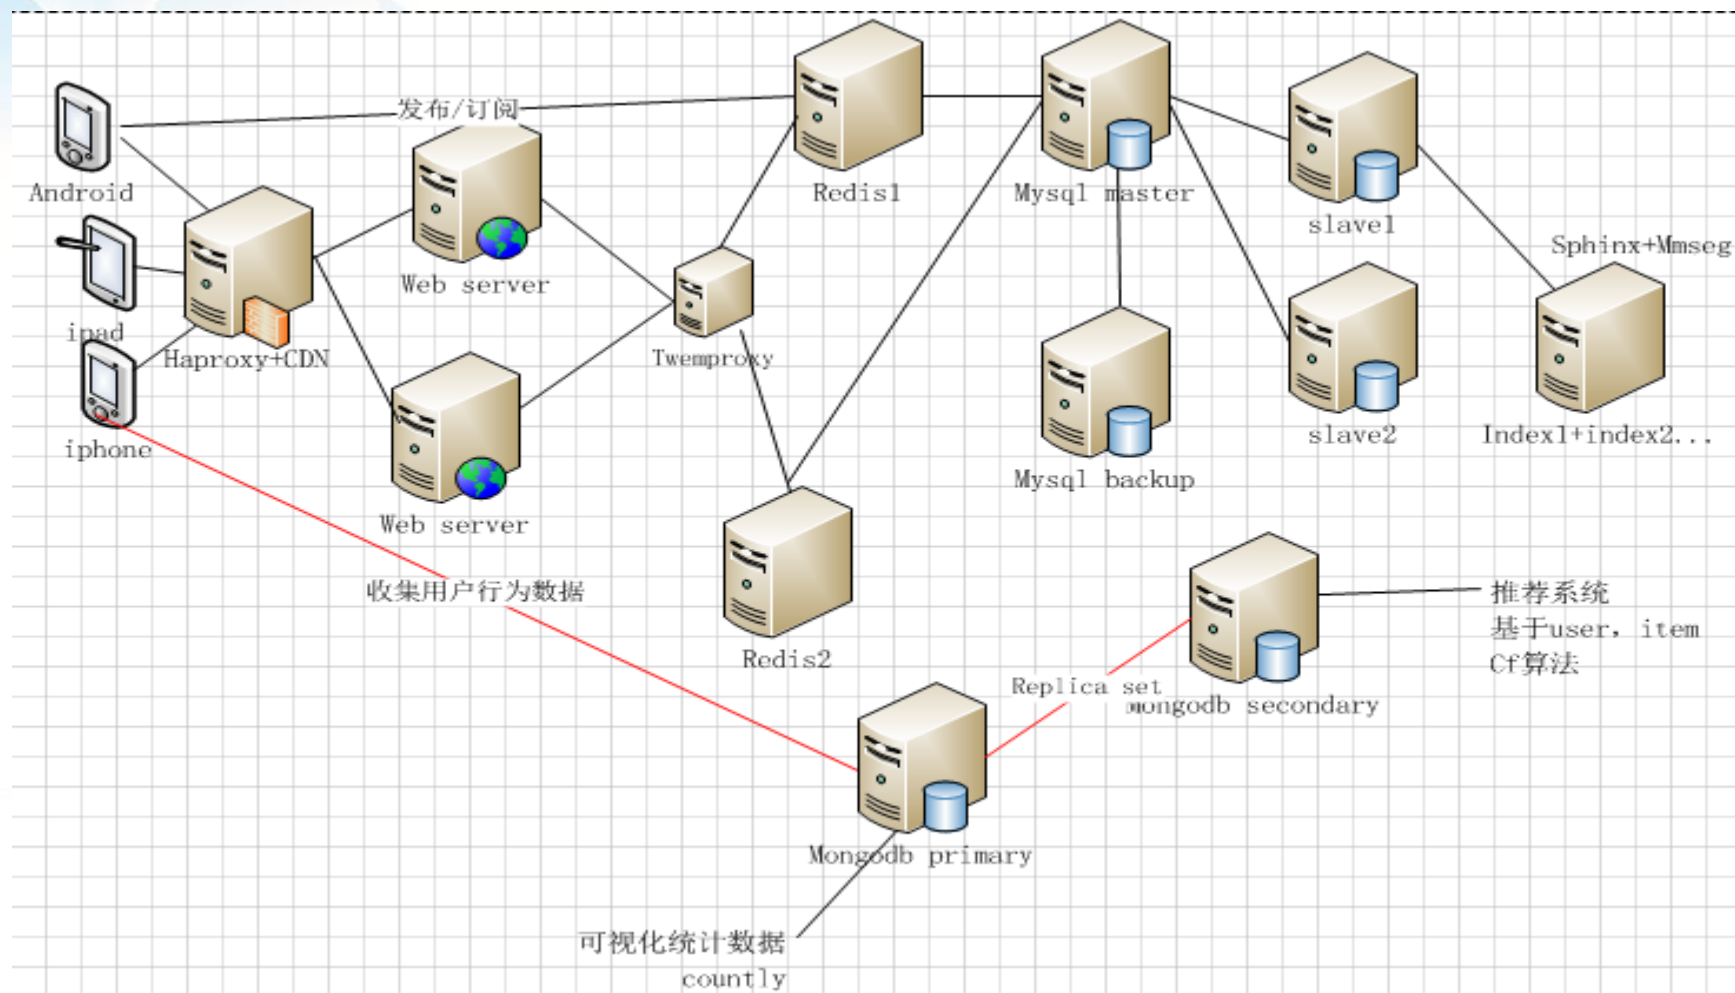 发布/订阅
Android
Redis1
Mysql master
slave1
Sphinx+Mmseg
Web server
ipad
Haproxy+CDN
Twemproxy
iphone
slave2
Index1+index2...
Mysql backup
Web server
收集用户行为数据
推荐系统
基于user, item
Cf算法
Redis2
Replica set
Mongodb secondary
Mongodb primary
可视化统计数据
countly